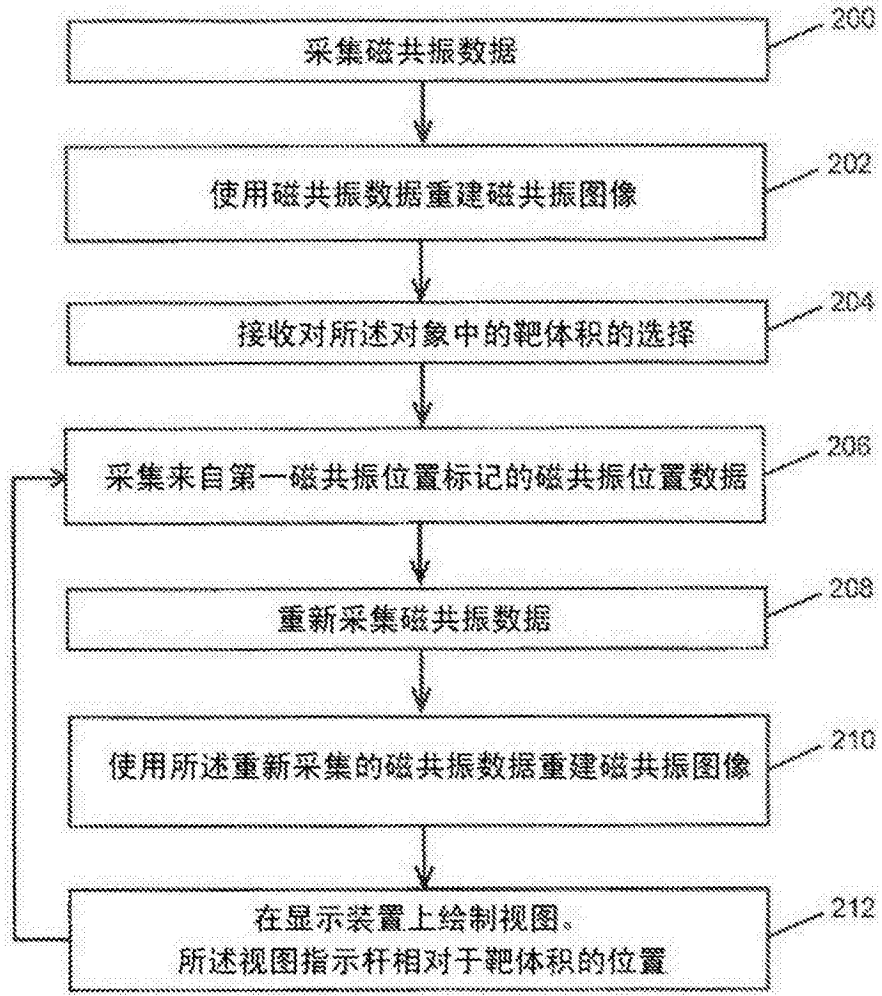 200
采集磁共振数据
202
使用磁共振数据重建磁共振图像
204
接收对所述对象中的靶体积的选择
206
采集来自第一磁共振位置标记的磁共振位置数据
208
重新采集磁共振数据
210
使用所述重新采集的磁共振数据重建磁共振图像
212
在显示装置上绘制视图。
所述视图指示杆相对于靶体积的位置